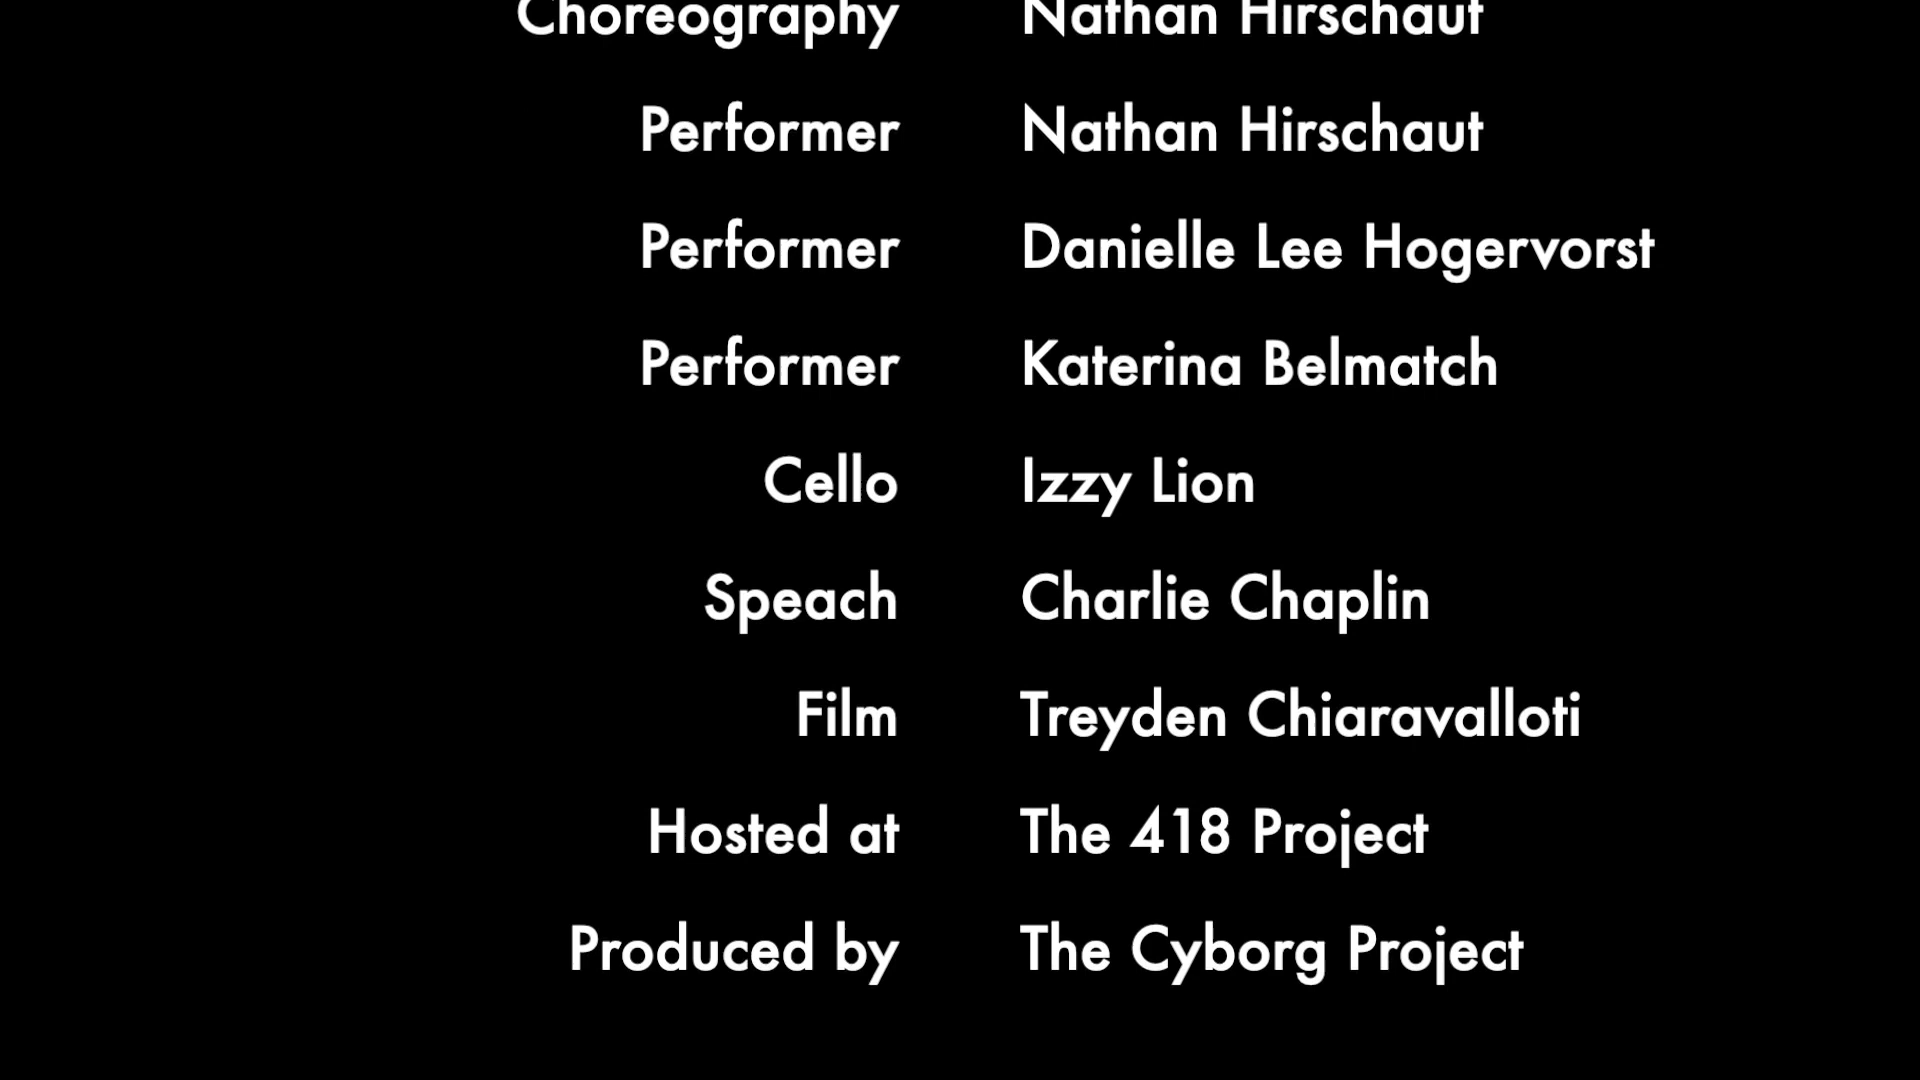 Choreography Nathan Hirschaut
Performer Nathan Hirschaut
Performer Danielle Lee Hogervorst
Performer Katerina Belmatch
Cello Izzy Lion
Speach Charlie Chaplin
Film Treyden Chiaravalloti
Hosted at The 418 Project
Produced by The Cyborg Project